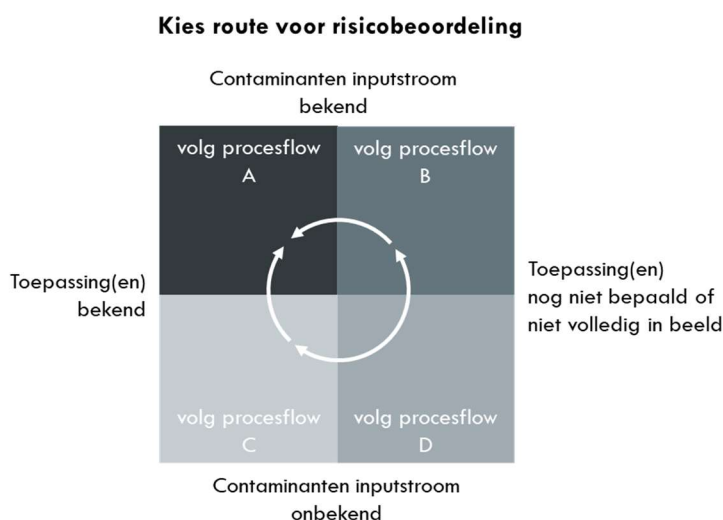 Kies route voor risicobeoordeling
Contaminanten inputstroom
bekend
volg procesflow
A
volg procesflow
B
Toepassing(en)
bekend
Toepassing(en)
nog niet bepaald of
niet volledig in beeld
volg procesflow
C
volg procesflow
D
Contaminanten inputstroom
onbekend